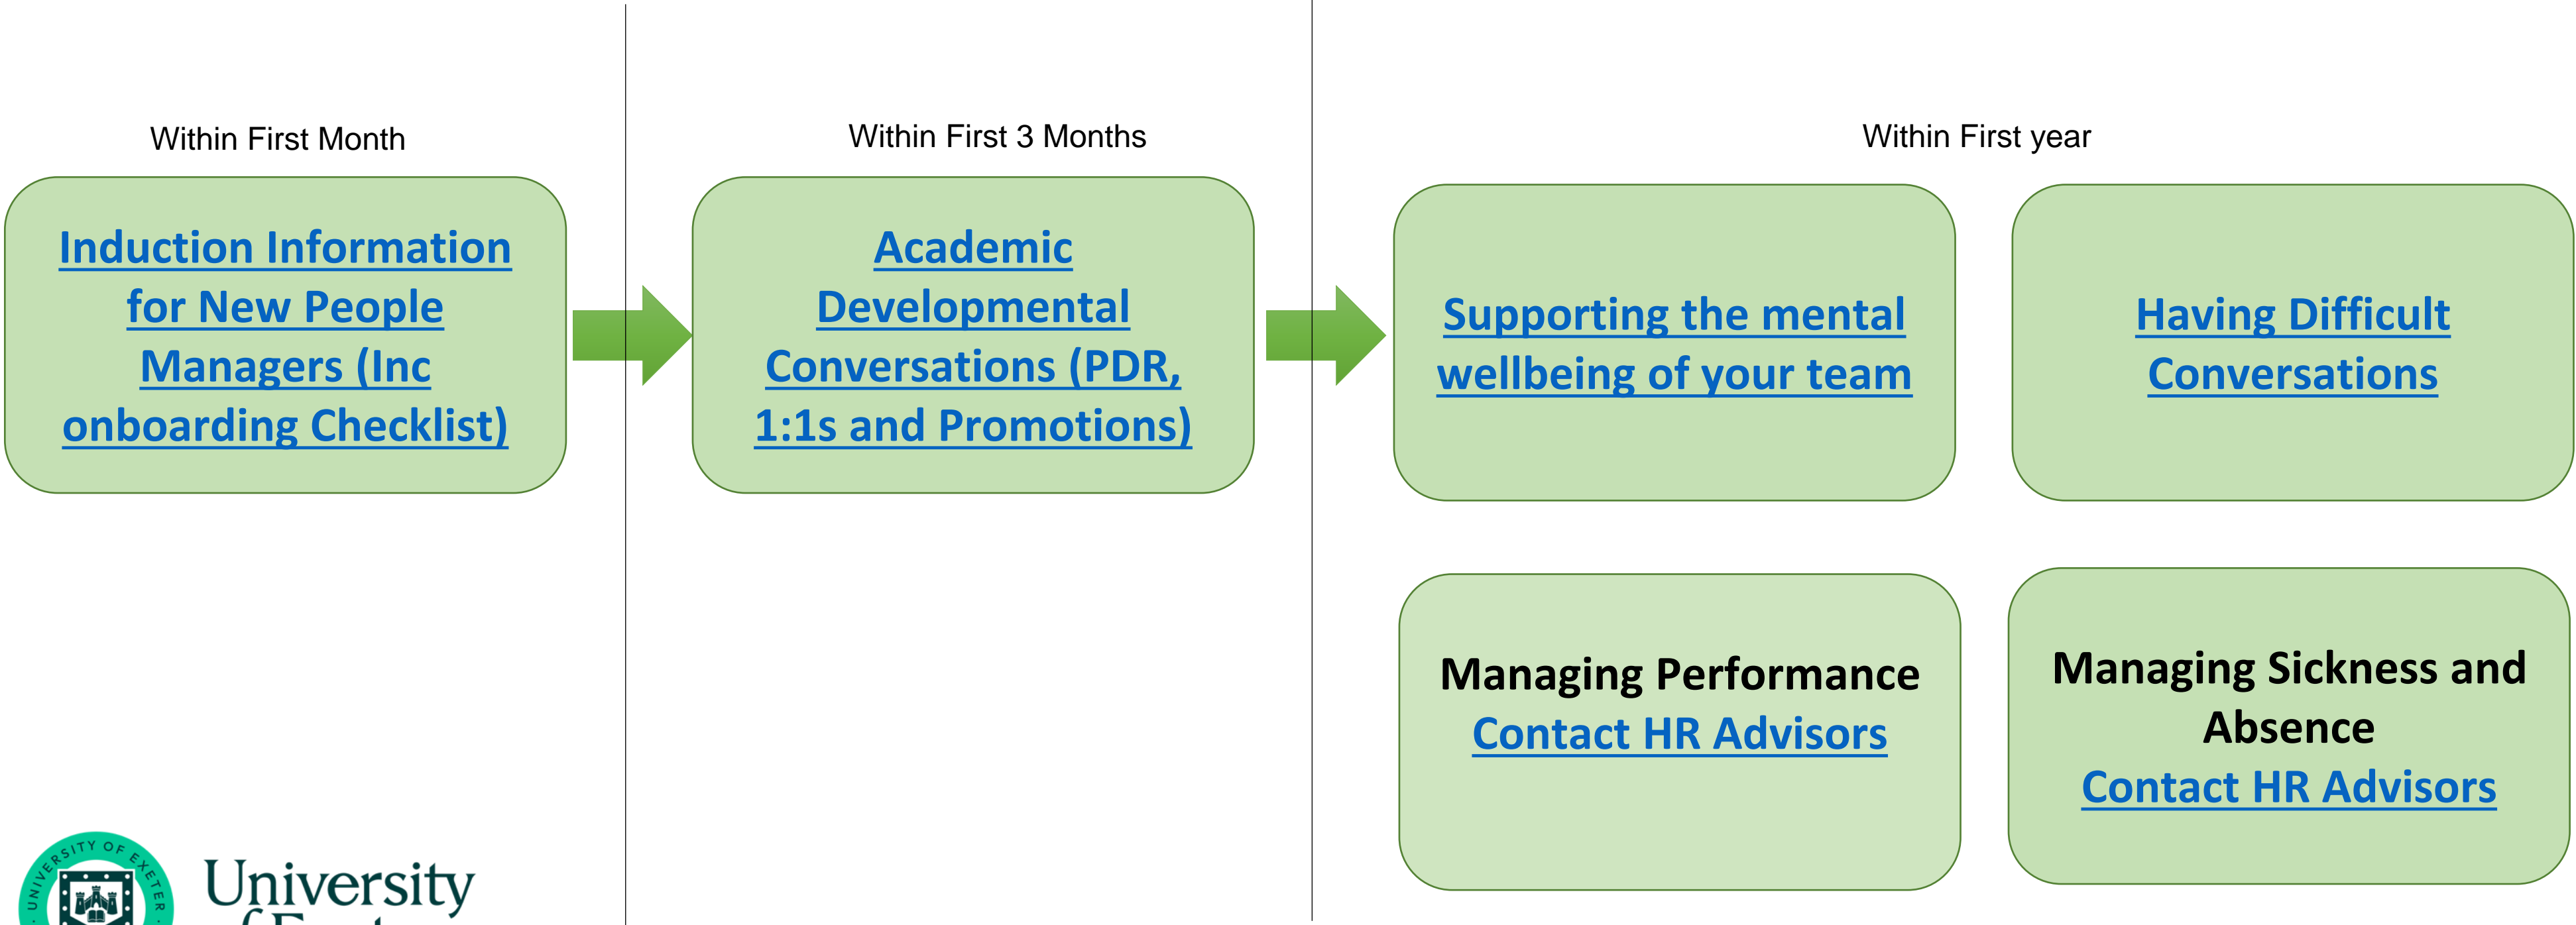 Within First Month
Induction Information
for New People
Managers (Inc
onboarding Checklist)
Within First 3 Months
Academic
Developmental
Conversations (PDR,
1:1s and Promotions)
Within First year
Supporting the mental
wellbeing of your team
Having Difficult
Conversations
Managing Performance
Contact HR Advisors
Managing Sickness and
Absence
Contact HR Advisors
UNIVERSITY OF EXETER
University